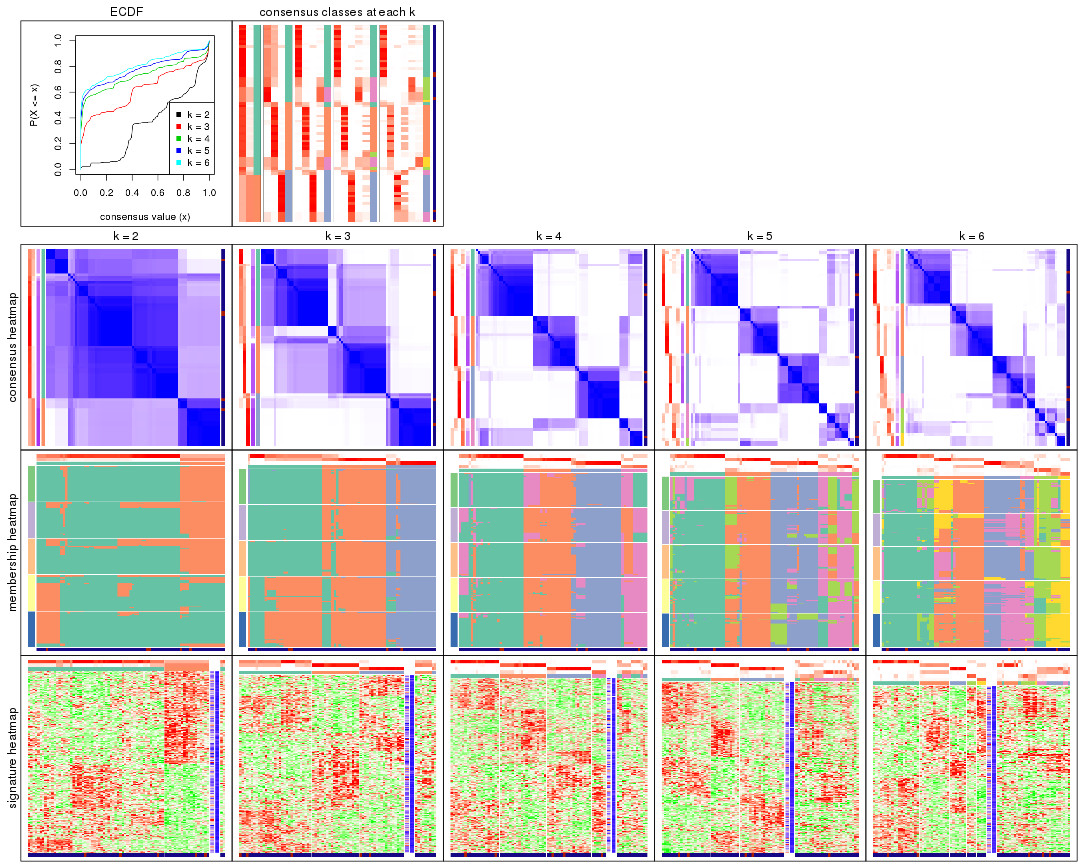 ECDF
consensus classes at each k
P(X <= x)
0.0 0.2 0.4 0.6 0.8 1.0
k = 2
k = 3
k = 4
k = 5
k = 6
0.0 0.2 0.4 0.6 0.8 1.0
consensus value (x)
k = 2
k = 3
k = 4
k = 5
k = 6
consensus heatmap
membership heatmap
signature heatmap